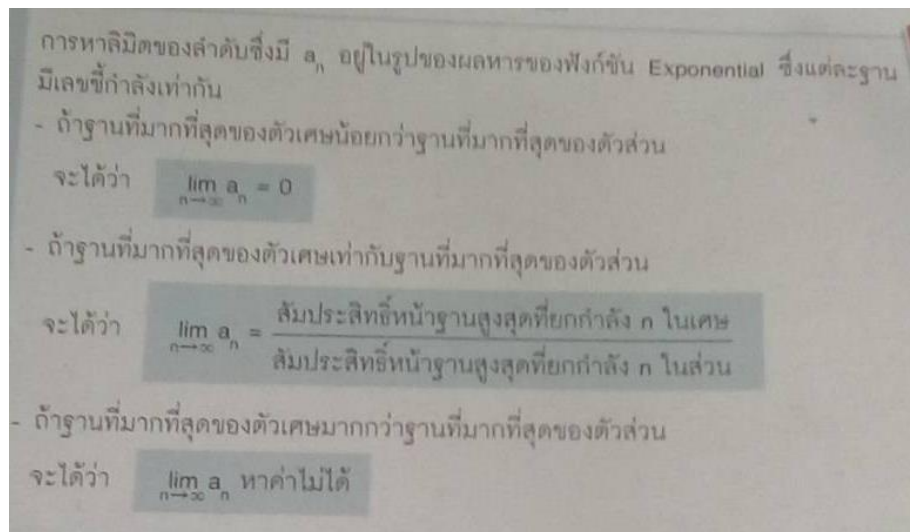 การหาลิมิตของลำดับซึ่งมี aₙ อยู่ในรูปของผลหารของฟังก์ชัน Exponential ซึ่งแต่ละฐาน
มีเลขชี้กำลังเท่ากัน
- ถ้าฐานที่มากที่สุดของตัวเศษน้อยกว่าฐานที่มากที่สุดของตัวส่วน
จะได้ว่า lim n→∞ aₙ = 0
- ถ้าฐานที่มากที่สุดของตัวเศษเท่ากับฐานที่มากที่สุดของตัวส่วน
จะได้ว่า lim n→∞ aₙ = สัมประสิทธิ์หน้าฐานสูงสุดที่ยกกำลัง n ในเศษ
สัมประสิทธิ์หน้าฐานสูงสุดที่ยกกำลัง n ในส่วน
- ถ้าฐานที่มากที่สุดของตัวเศษมากกว่าฐานที่มากที่สุดของตัวส่วน
จะได้ว่า lim n→∞ aₙ หาค่าไม่ได้